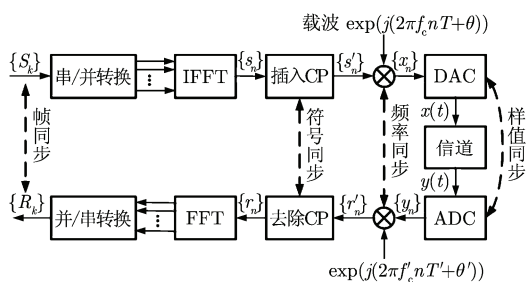 载波 exp(j(2πf_c nT+θ))
{S_k} 串/并转换 IFFT {s_n} 插入CP {s'_n} {x_n} DAC
帧同步 符号同步 频率同步 x(t) 信道 y(t) 样值同步
{R_k} 并/串转换 FFT {r_n} 去除CP {r'_n} {y_n} ADC
exp(j(2πf'_c nT'+θ'))